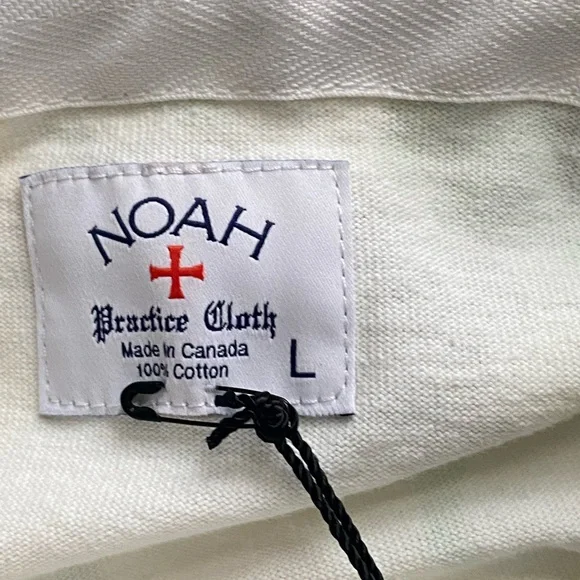 NOAH
Practice Cloth
Made in Canada
100% Cotton
L